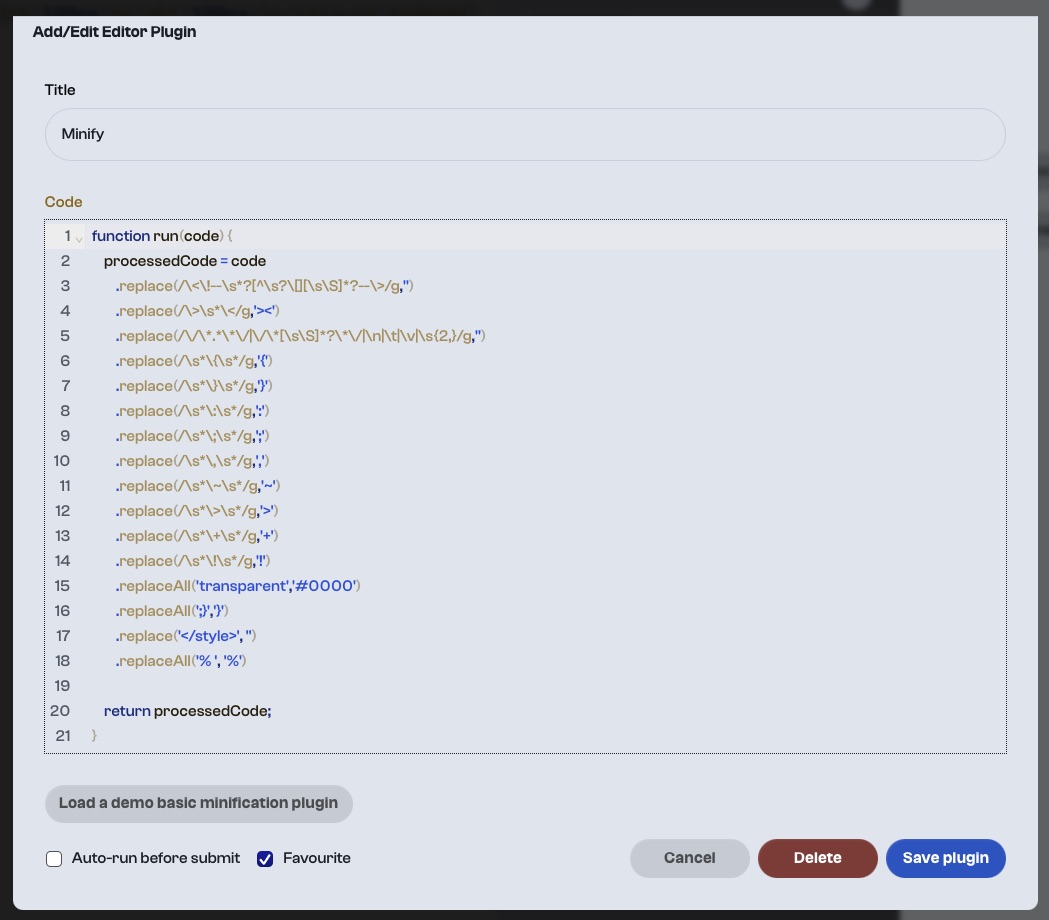 Add/Edit Editor Plugin
Title
Minify
Code
1 function run(code) {
2 processedCode = code
3 .replace(/\<\!--\s*?[^\s?\[][\s\S]*?--\>/g,'')
4 .replace(/\>\s*\</g,'><')
5 .replace(/\/\*.*\*\/|\/\*[\s\S]*?\*\/|\n|\t|\v|\s{2,}/g,'')
6 .replace(/\s*\{\s*/g,'{')
7 .replace(/\s*\}\s*/g,'}')
8 .replace(/\s*\:\s*/g,':')
9 .replace(/\s*\;\s*/g,';')
10 .replace(/\s*\,\s*/g,',')
11 .replace(/\s*\~\s*/g,'~')
12 .replace(/\s*\>\s*/g,'>')
13 .replace(/\s*\+\s*/g,'+')
14 .replace(/\s*\!\s*/g,'!')
15 .replaceAll('transparent','#0000')
16 .replaceAll(';}','}')
17 .replace('</style>', '')
18 .replaceAll('% ', '%')
19
20 return processedCode;
21 }
Load a demo basic minification plugin
Auto-run before submit Favourite Cancel Delete Save plugin